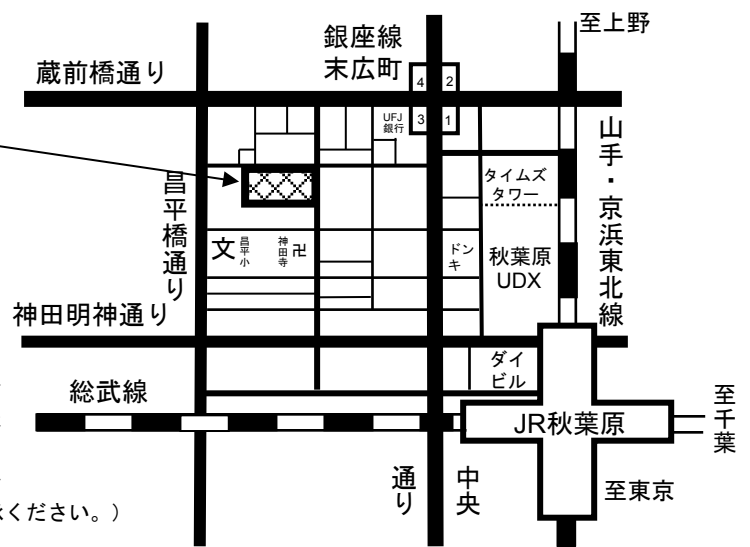 至上野
銀座線
末広町
蔵前橋通り
4
2
3
1
UFJ
銀行
山手・京浜東北線
昌平橋通り
タイムズ
タワー
文
昌平小
神田寺
卍
ドンキ
秋葉原
UDX
神田明神通り
ダイ
ビル
総武線
JR秋葉原
至千葉
中央
通り
至東京
ください。）